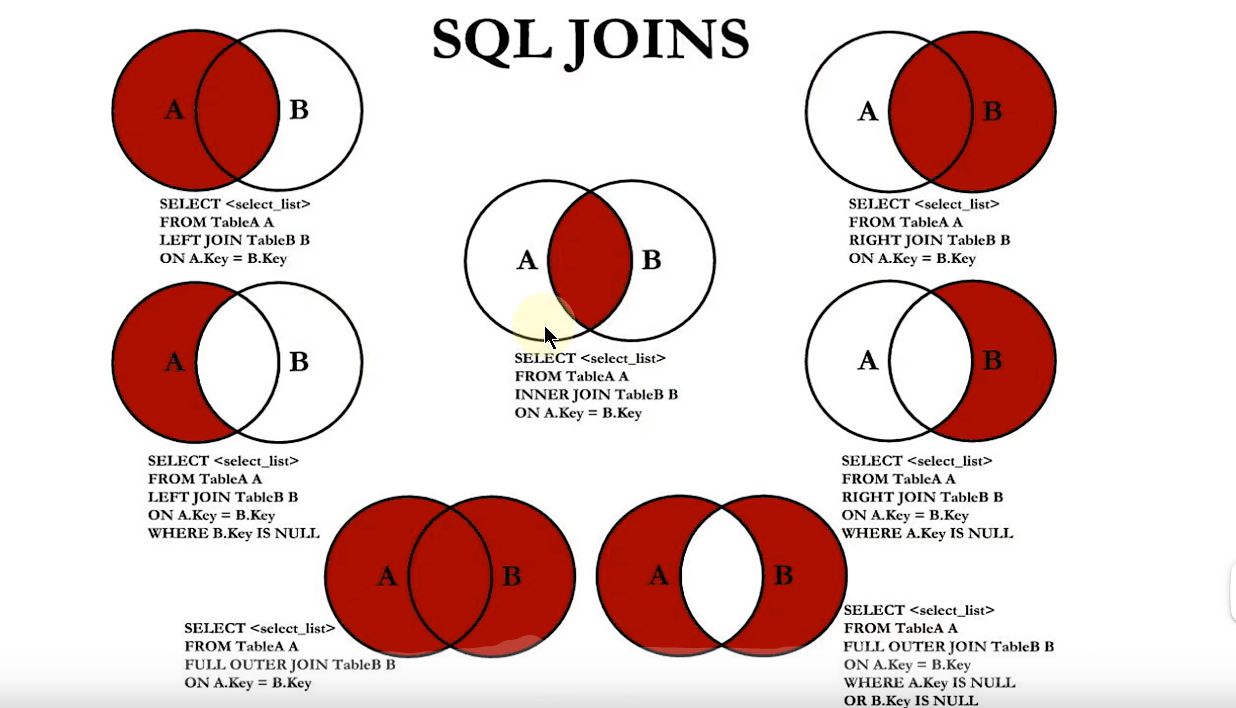 SQL JOINS
A B
SELECT <select_list>
FROM TableA A
LEFT JOIN TableB B
ON A.Key = B.Key
A B
SELECT <select_list>
FROM TableA A
RIGHT JOIN TableB B
ON A.Key = B.Key
A B
SELECT <select_list>
FROM TableA A
INNER JOIN TableB B
ON A.Key = B.Key
A B
SELECT <select_list>
FROM TableA A
LEFT JOIN TableB B
ON A.Key = B.Key
WHERE B.Key IS NULL
A B
SELECT <select_list>
FROM TableA A
RIGHT JOIN TableB B
ON A.Key = B.Key
WHERE A.Key IS NULL
A B
SELECT <select_list>
FROM TableA A
FULL OUTER JOIN TableB B
ON A.Key = B.Key
A B
SELECT <select_list>
FROM TableA A
FULL OUTER JOIN TableB B
ON A.Key = B.Key
WHERE A.Key IS NULL
OR B.Key IS NULL